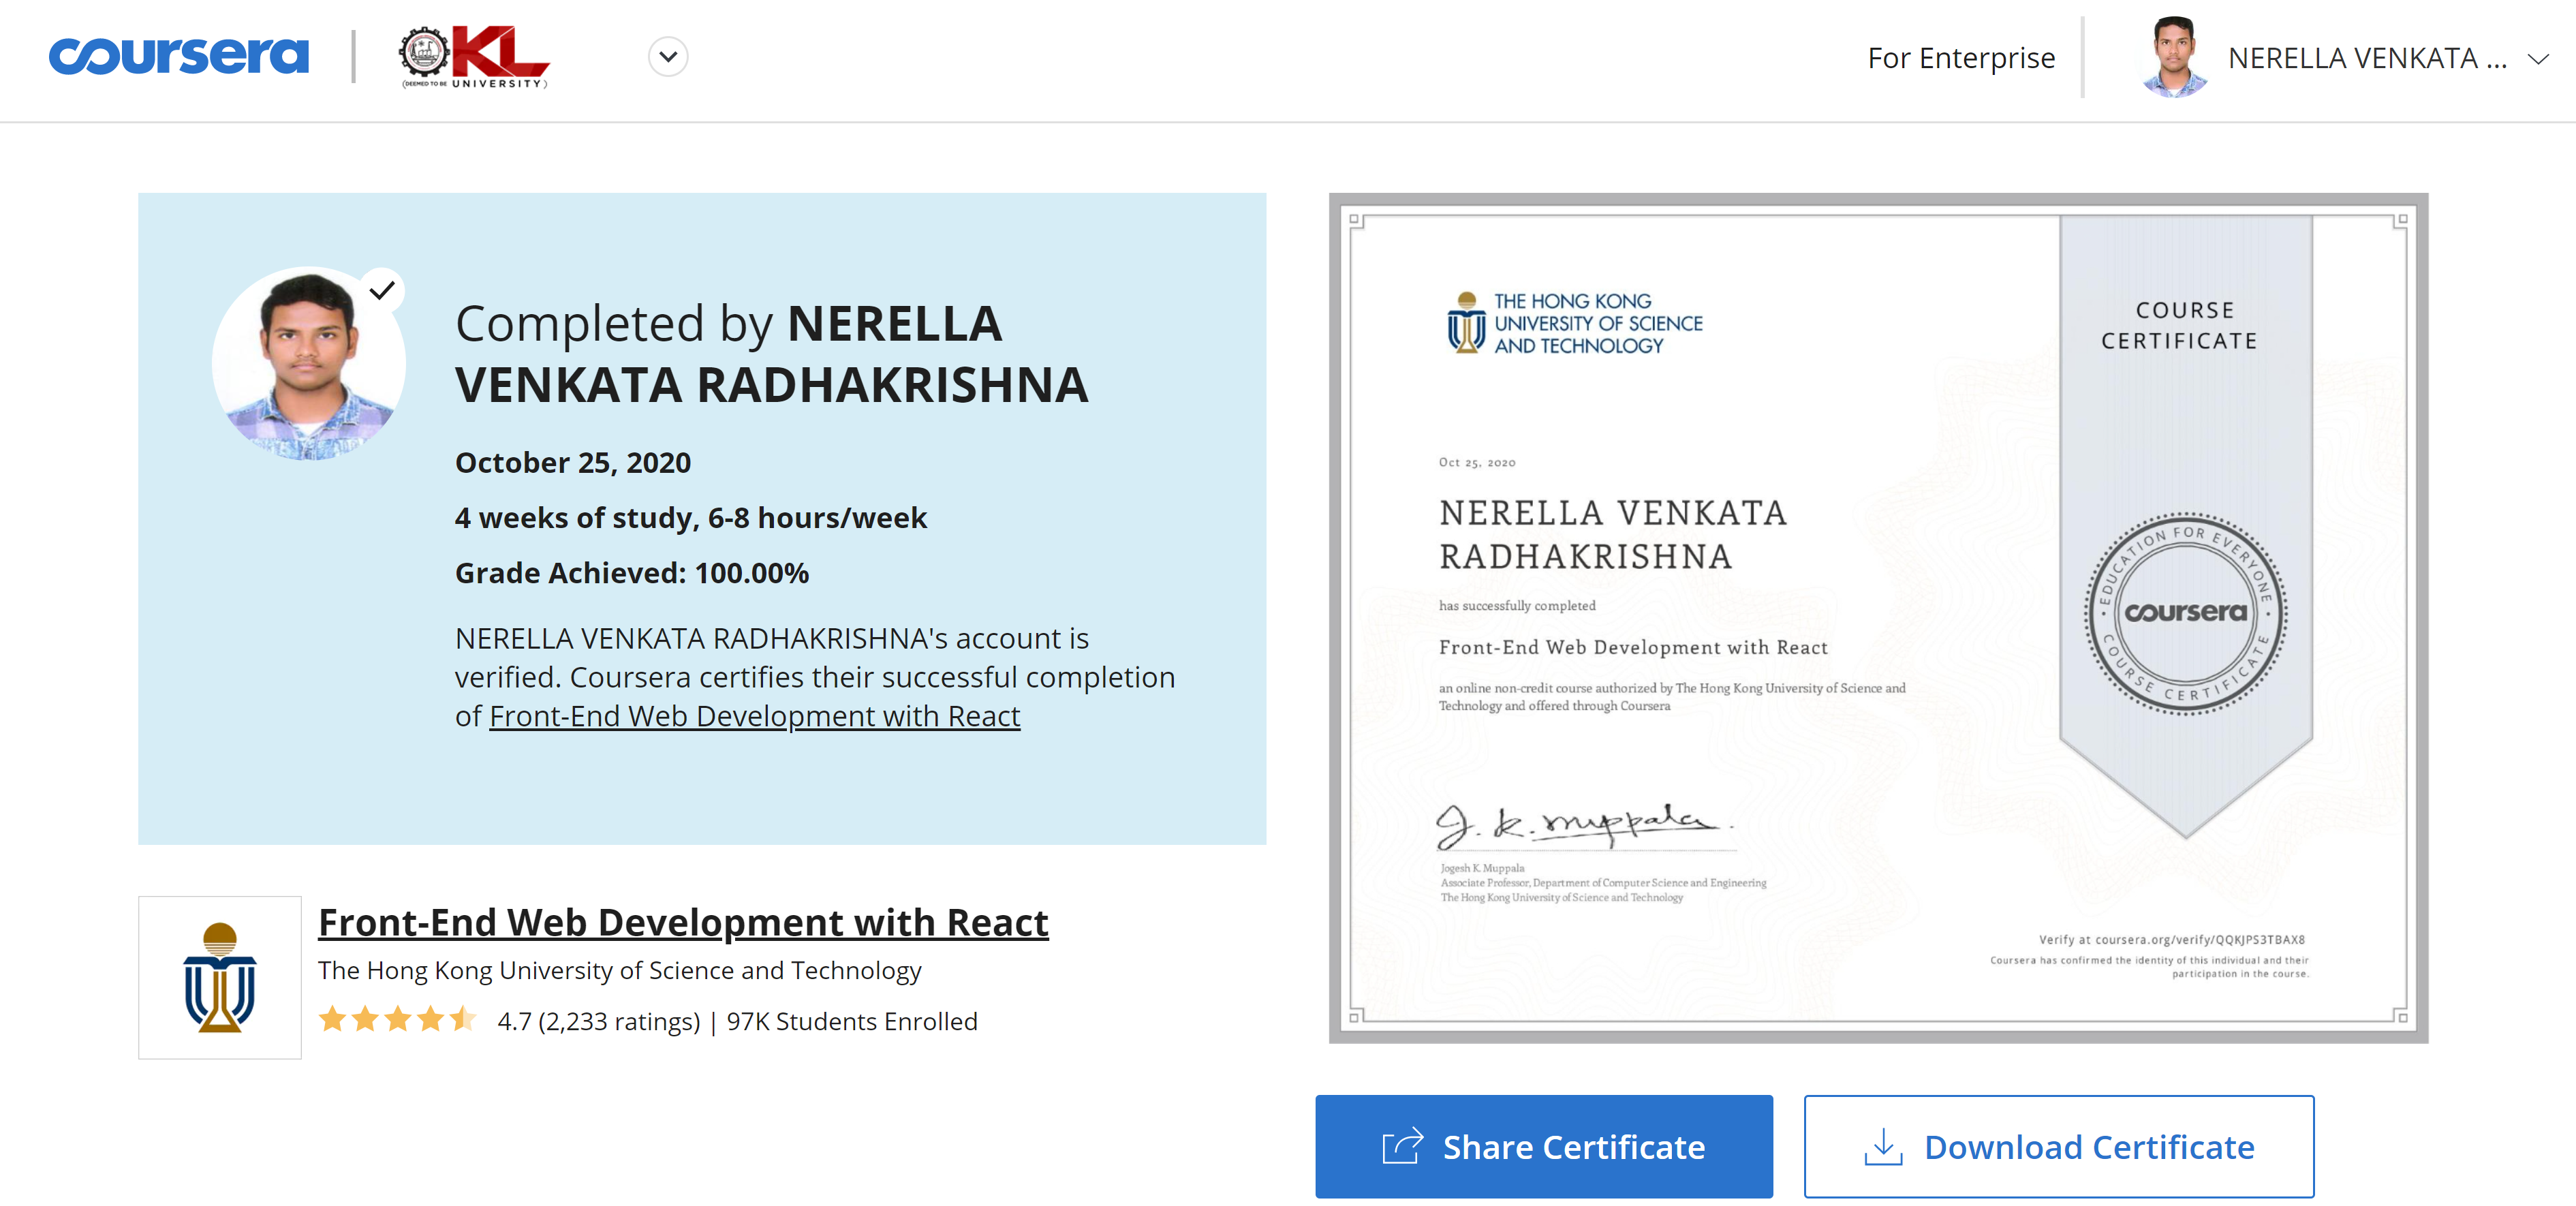 coursera
KL
(DEEMED TO BE UNIVERSITY)
For Enterprise
NERELLA VENKATA ...
Completed by NERELLA
VENKATA RADHAKRISHNA
October 25, 2020
4 weeks of study, 6-8 hours/week
Grade Achieved: 100.00%
NERELLA VENKATA RADHAKRISHNA's account is
verified. Coursera certifies their successful completion
of Front-End Web Development with React
Front-End Web Development with React
The Hong Kong University of Science and Technology
4.7 (2,233 ratings) | 97K Students Enrolled
THE HONG KONG
UNIVERSITY OF SCIENCE
AND TECHNOLOGY
COURSE
CERTIFICATE
Oct 25, 2020
NERELLA VENKATA
RADHAKRISHNA
has successfully completed
Front-End Web Development with React
an online non-credit course authorized by The Hong Kong University of Science and
Technology and offered through Coursera
EDUCATION FOR EVERYONE
coursera
COURSE CERTIFICATE
J. K. Muppala
Jogesh K. Muppala
Associate Professor, Department of Computer Science and Engineering
The Hong Kong University of Science and Technology
Verify at coursera.org/verify/QQKJPS3TBAX8
Coursera has confirmed the identity of this individual and their
participation in the course.
Share Certificate
Download Certificate